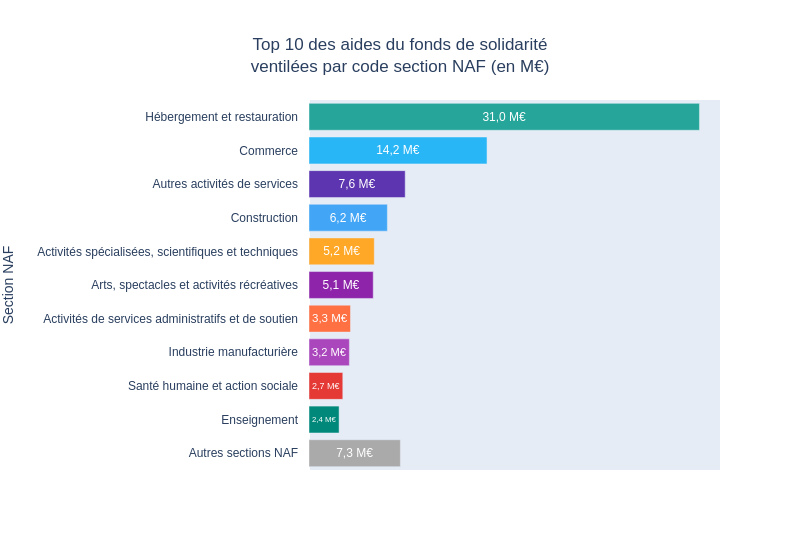 Top 10 des aides du fonds de solidarité
ventilées par code section NAF (en M€)
Section NAF
Hébergement et restauration 31,0 M€
Commerce 14,2 M€
Autres activités de services 7,6 M€
Construction 6,2 M€
Activités spécialisées, scientifiques et techniques 5,2 M€
Arts, spectacles et activités récréatives 5,1 M€
Activités de services administratifs et de soutien 3,3 M€
Industrie manufacturière 3,2 M€
Santé humaine et action sociale 2,7 M€
Enseignement 2,4 M€
Autres sections NAF 7,3 M€